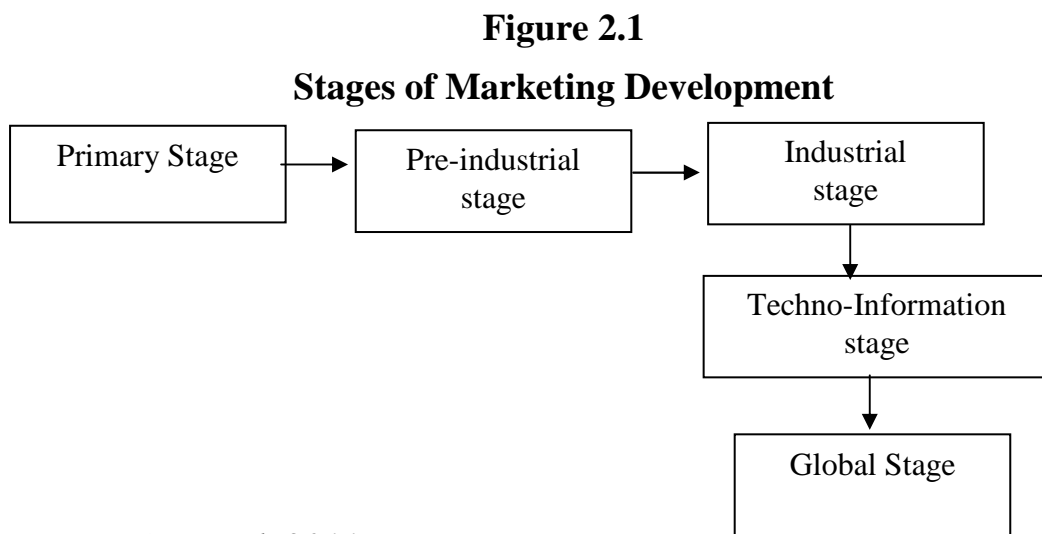 Figure 2.1
Stages of Marketing Development
Primary Stage
Pre-industrial
stage
Industrial
stage
Techno-Information
stage
Global Stage